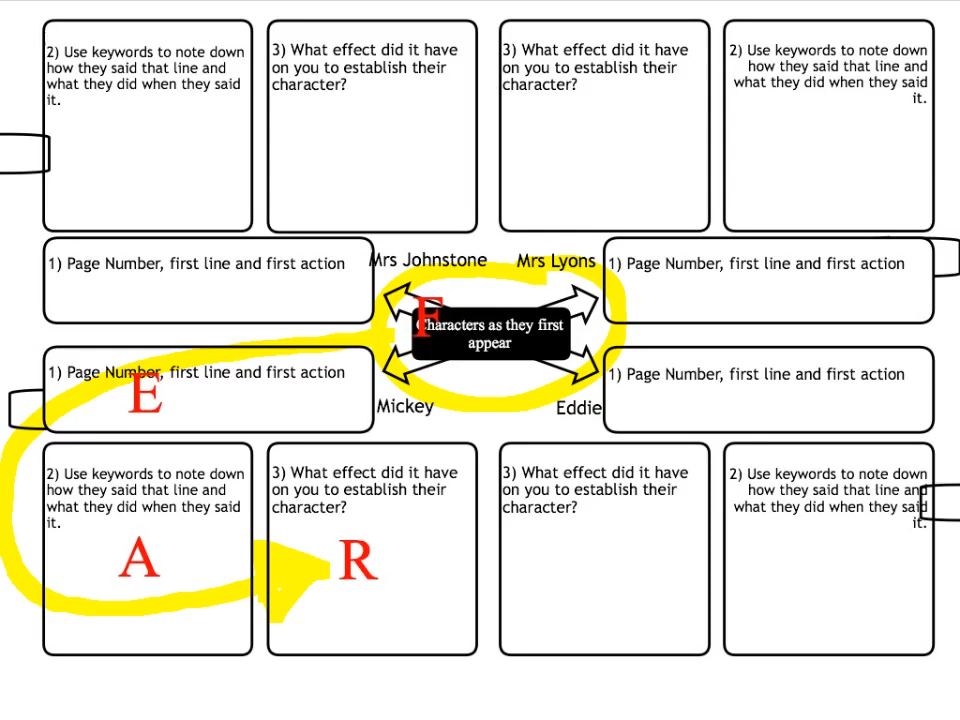 2) Use keywords to note down
how they said that line and
what they did when they said
it.
3) What effect did it have
on you to establish their
character?
3) What effect did it have
on you to establish their
character?
2) Use keywords to note down
how they said that line and
what they did when they said
it.
1) Page Number, first line and first action
Mrs Johnstone
Mrs Lyons
1) Page Number, first line and first action
F
Characters as they first
appear
1) Page Number, first line and first action
E
Mickey
Eddie
1) Page Number, first line and first action
2) Use keywords to note down
how they said that line and
what they did when they said
it.
A
3) What effect did it have
on you to establish their
character?
R
3) What effect did it have
on you to establish their
character?
2) Use keywords to note down
how they said that line and
what they did when they said
it.